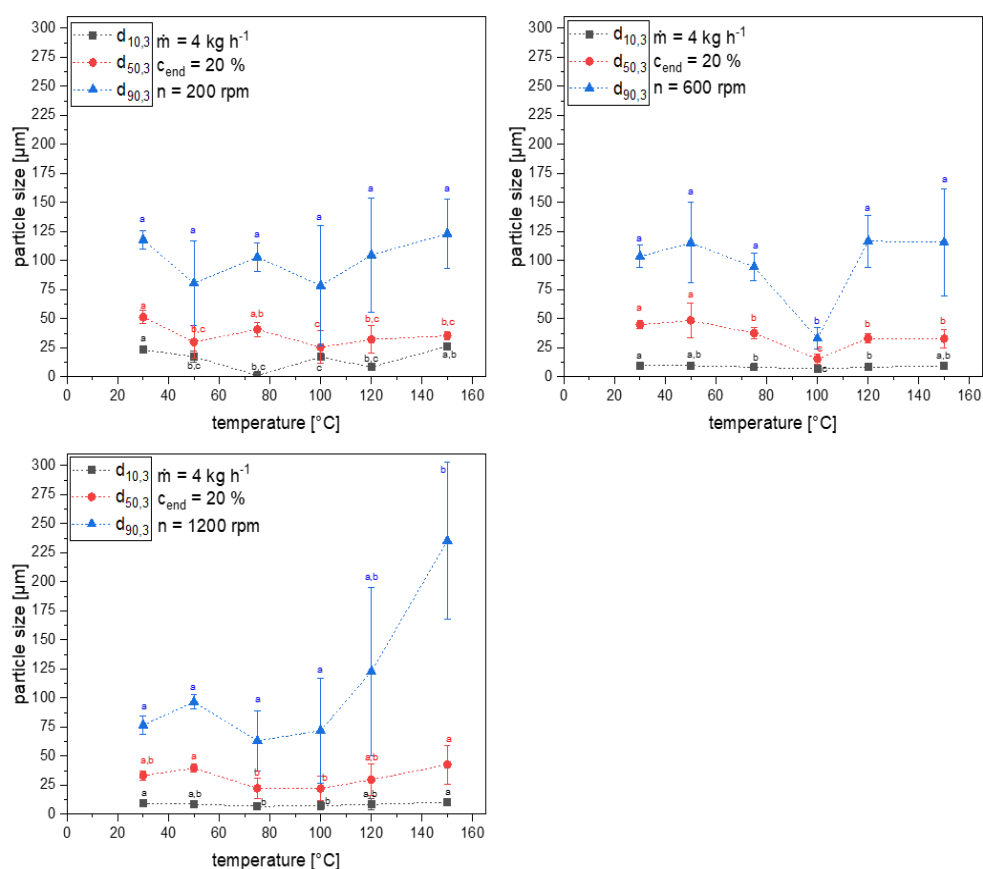 d10,3 ṁ = 4 kg h-1
d50,3 cend = 20 %
d90,3 n = 200 rpm
300
275
250
225
200
175
150
125
100
75
50
25
0
particle size [µm]
a a a a a a
a b,c a,b c b,c b,c
a b,c b,c c b,c a,b
0 20 40 60 80 100 120 140 160
temperature [°C]
d10,3 ṁ = 4 kg h-1
d50,3 cend = 20 %
d90,3 n = 600 rpm
300
275
250
225
200
175
150
125
100
75
50
25
0
particle size [µm]
a a a b a a
a a b c b b
a a,b b c b a,b
0 20 40 60 80 100 120 140 160
temperature [°C]
d10,3 ṁ = 4 kg h-1
d50,3 cend = 20 %
d90,3 n = 1200 rpm
300
275
250
225
200
175
150
125
100
75
50
25
0
particle size [µm]
a a a a a,b b
a,b a b b a,b a
a a,b b b a,b a
0 20 40 60 80 100 120 140 160
temperature [°C]